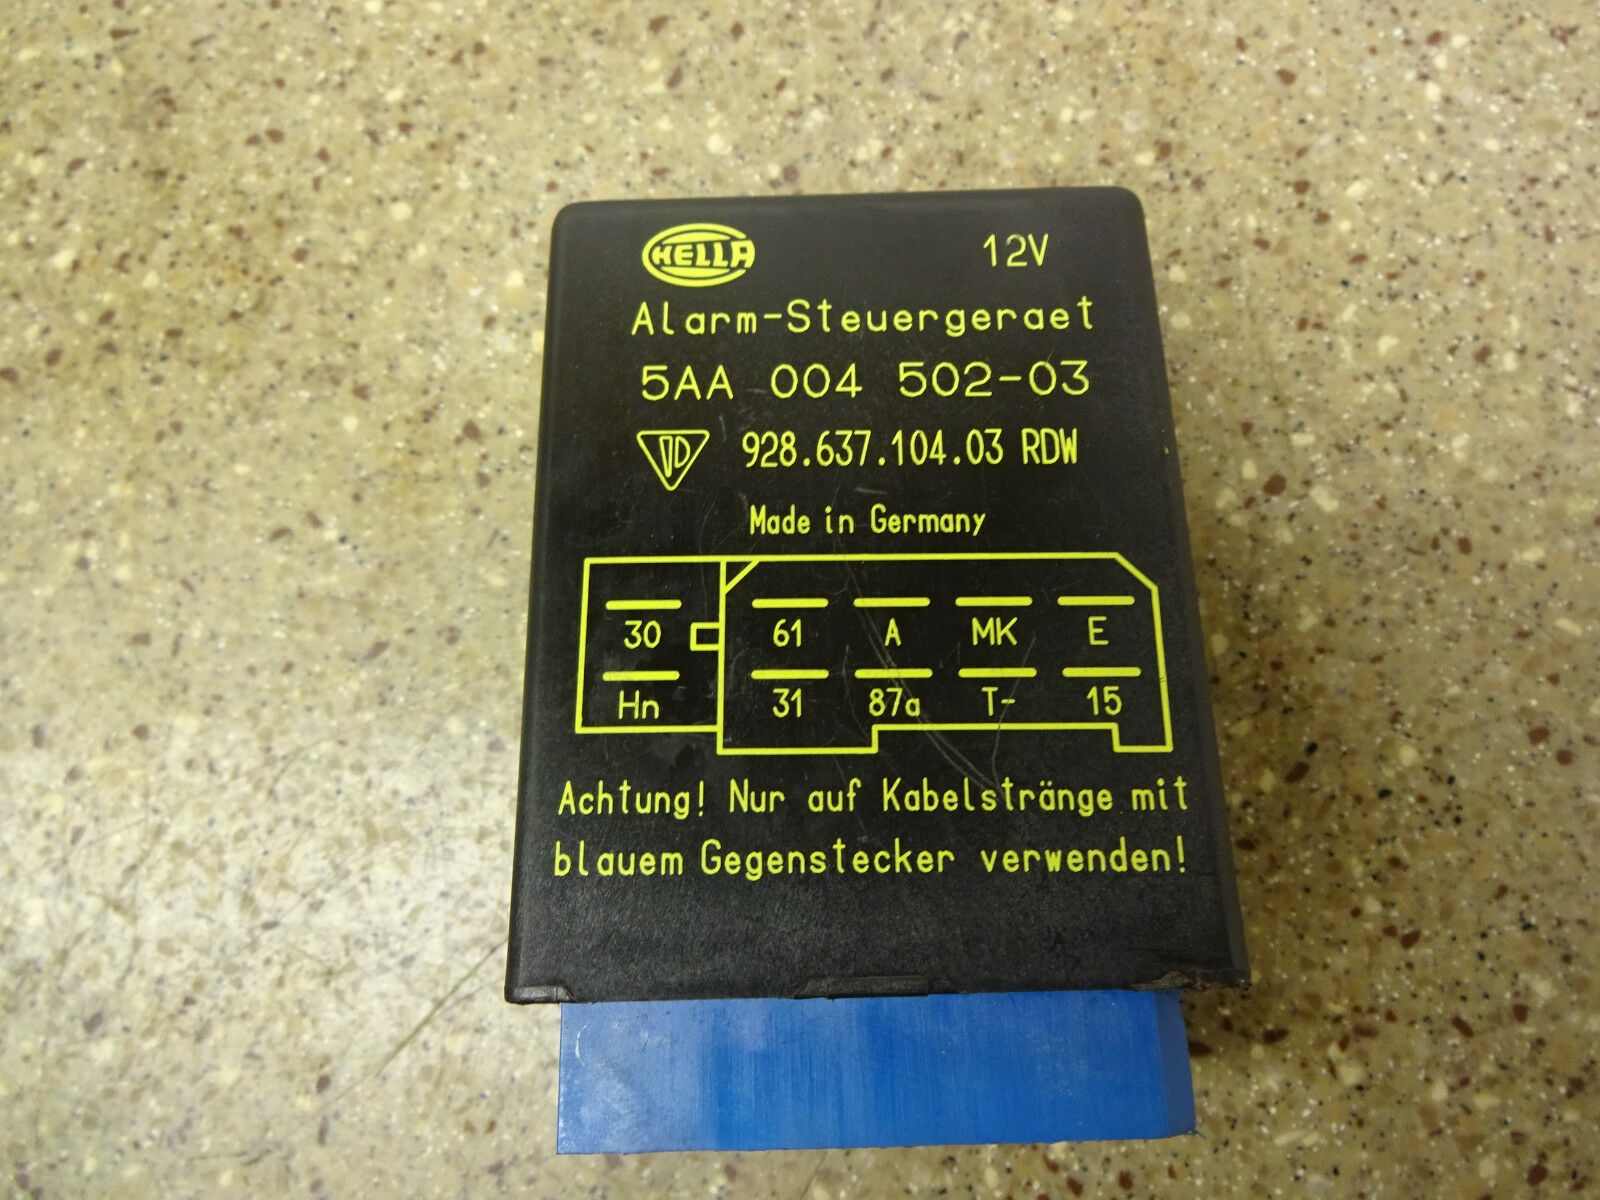 HELLA 12V
Alarm-Steuergeraet
5AA 004 502-03
928.637.104.03 RDW
Made in Germany
30 61 A MK E
Hn 31 87a T- 15
Achtung! Nur auf Kabelstränge mit
blauem Gegenstecker verwenden!